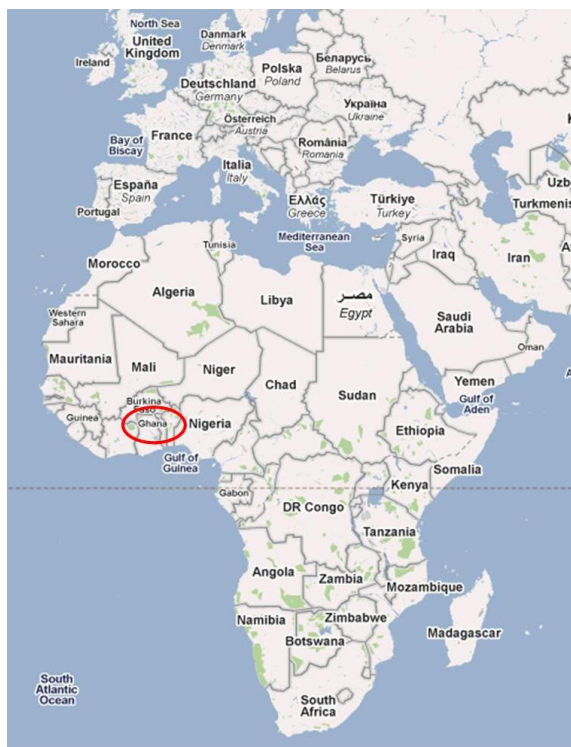 North Sea
Denmark
Danmark
United
Kingdom
Ireland
Polska
Poland
Беларусь
Belarus
Deutschland
Germany
Україна
Ukraine
Österreich
Austria
France
Bay of
Biscay
România
Romania
Italia
Italy
España
Spain
Portugal
Ελλάς
Greece
Türkiye
Turkey
Uzb
Turkmenis
Mediterranean
Sea
Tunisia
Syria
Iraq
Iran
Morocco
Algeria
Libya
مصر
Egypt
Saudi
Arabia
Western
Sahara
Oman
Mauritania
Mali
Niger
Chad
Sudan
Yemen
Gulf of
Aden
Burkina
Faso
Guinea
Ghana
Nigeria
Ethiopia
Gulf of
Guinea
Somalia
Gabon
Kenya
DR Congo
Tanzania
Angola
Zambia
Mozambique
Namibia
Zimbabwe
Botswana
Madagascar
South
Atlantic
Ocean
South
Africa